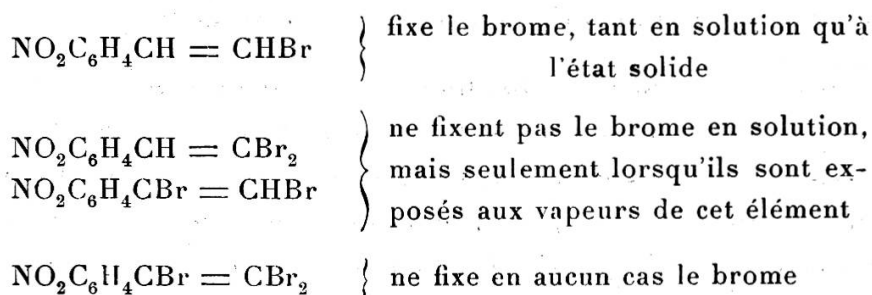 NO₂C₆H₄CH = CHBr { fixe le brome, tant en solution qu'à
l'état solide
NO₂C₆H₄CH = CBr₂
NO₂C₆H₄CBr = CHBr
ne fixent pas le brome en solution,
mais seulement lorsqu'ils sont ex-
posés aux vapeurs de cet élément
NO₂C₆H₄CBr = CBr₂ { ne fixe en aucun cas le brome